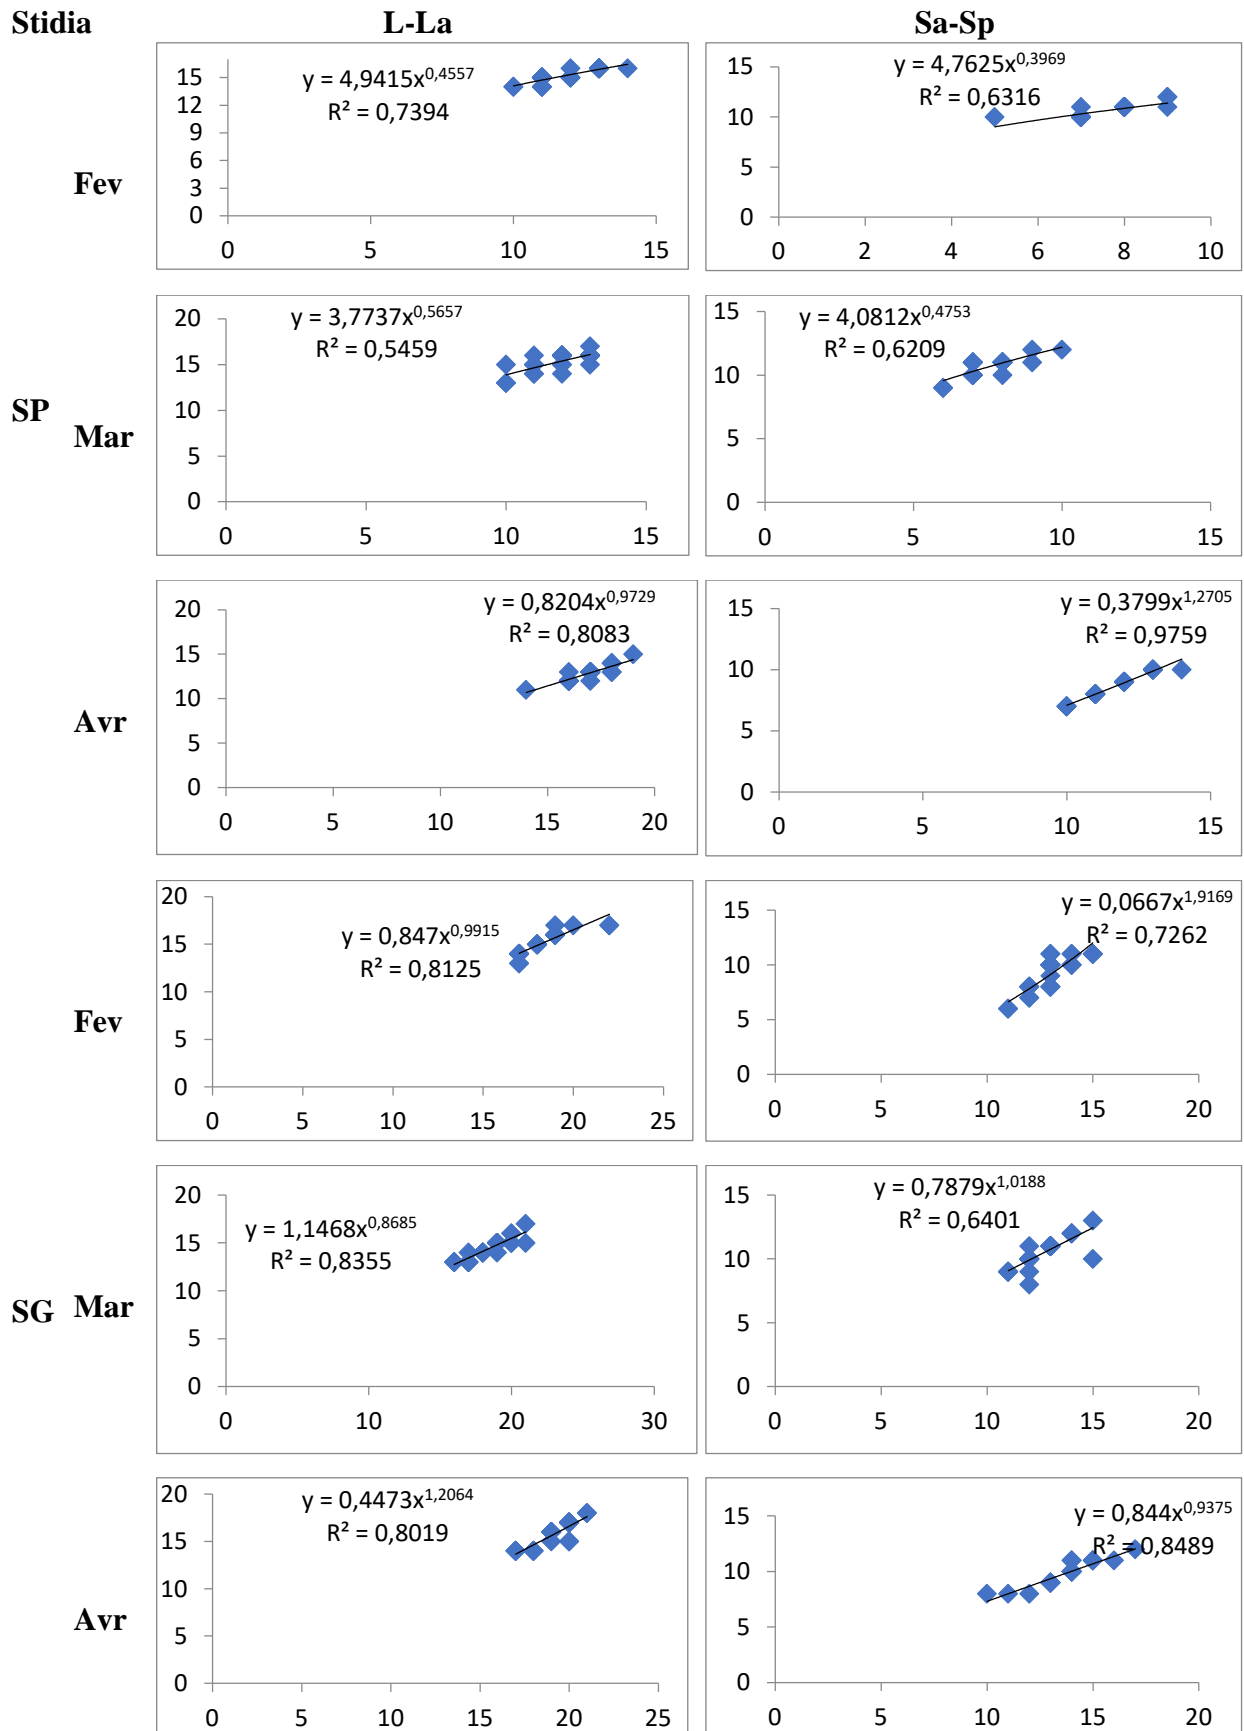 Stidia L-La Sa-Sp
Fev
y = 4,9415x^0,4557
R² = 0,7394
15
12
9
6
3
0
0 5 10 15
y = 4,7625x^0,3969
R² = 0,6316
15
10
5
0
0 2 4 6 8 10
SP Mar
y = 3,7737x^0,5657
R² = 0,5459
20
15
10
5
0
0 5 10 15
y = 4,0812x^0,4753
R² = 0,6209
15
10
5
0
0 5 10 15
Avr
y = 0,8204x^0,9729
R² = 0,8083
20
15
10
5
0
0 5 10 15 20
y = 0,3799x^1,2705
R² = 0,9759
15
10
5
0
0 5 10 15
Fev
y = 0,847x^0,9915
R² = 0,8125
20
15
10
5
0
0 5 10 15 20 25
y = 0,0667x^1,9169
R² = 0,7262
15
10
5
0
0 5 10 15 20
SG Mar
y = 1,1468x^0,8685
R² = 0,8355
20
15
10
5
0
0 10 20 30
y = 0,7879x^1,0188
R² = 0,6401
15
10
5
0
0 5 10 15 20
Avr
y = 0,4473x^1,2064
R² = 0,8019
20
15
10
5
0
0 5 10 15 20 25
y = 0,844x^0,9375
R² = 0,8489
15
10
5
0
0 5 10 15 20